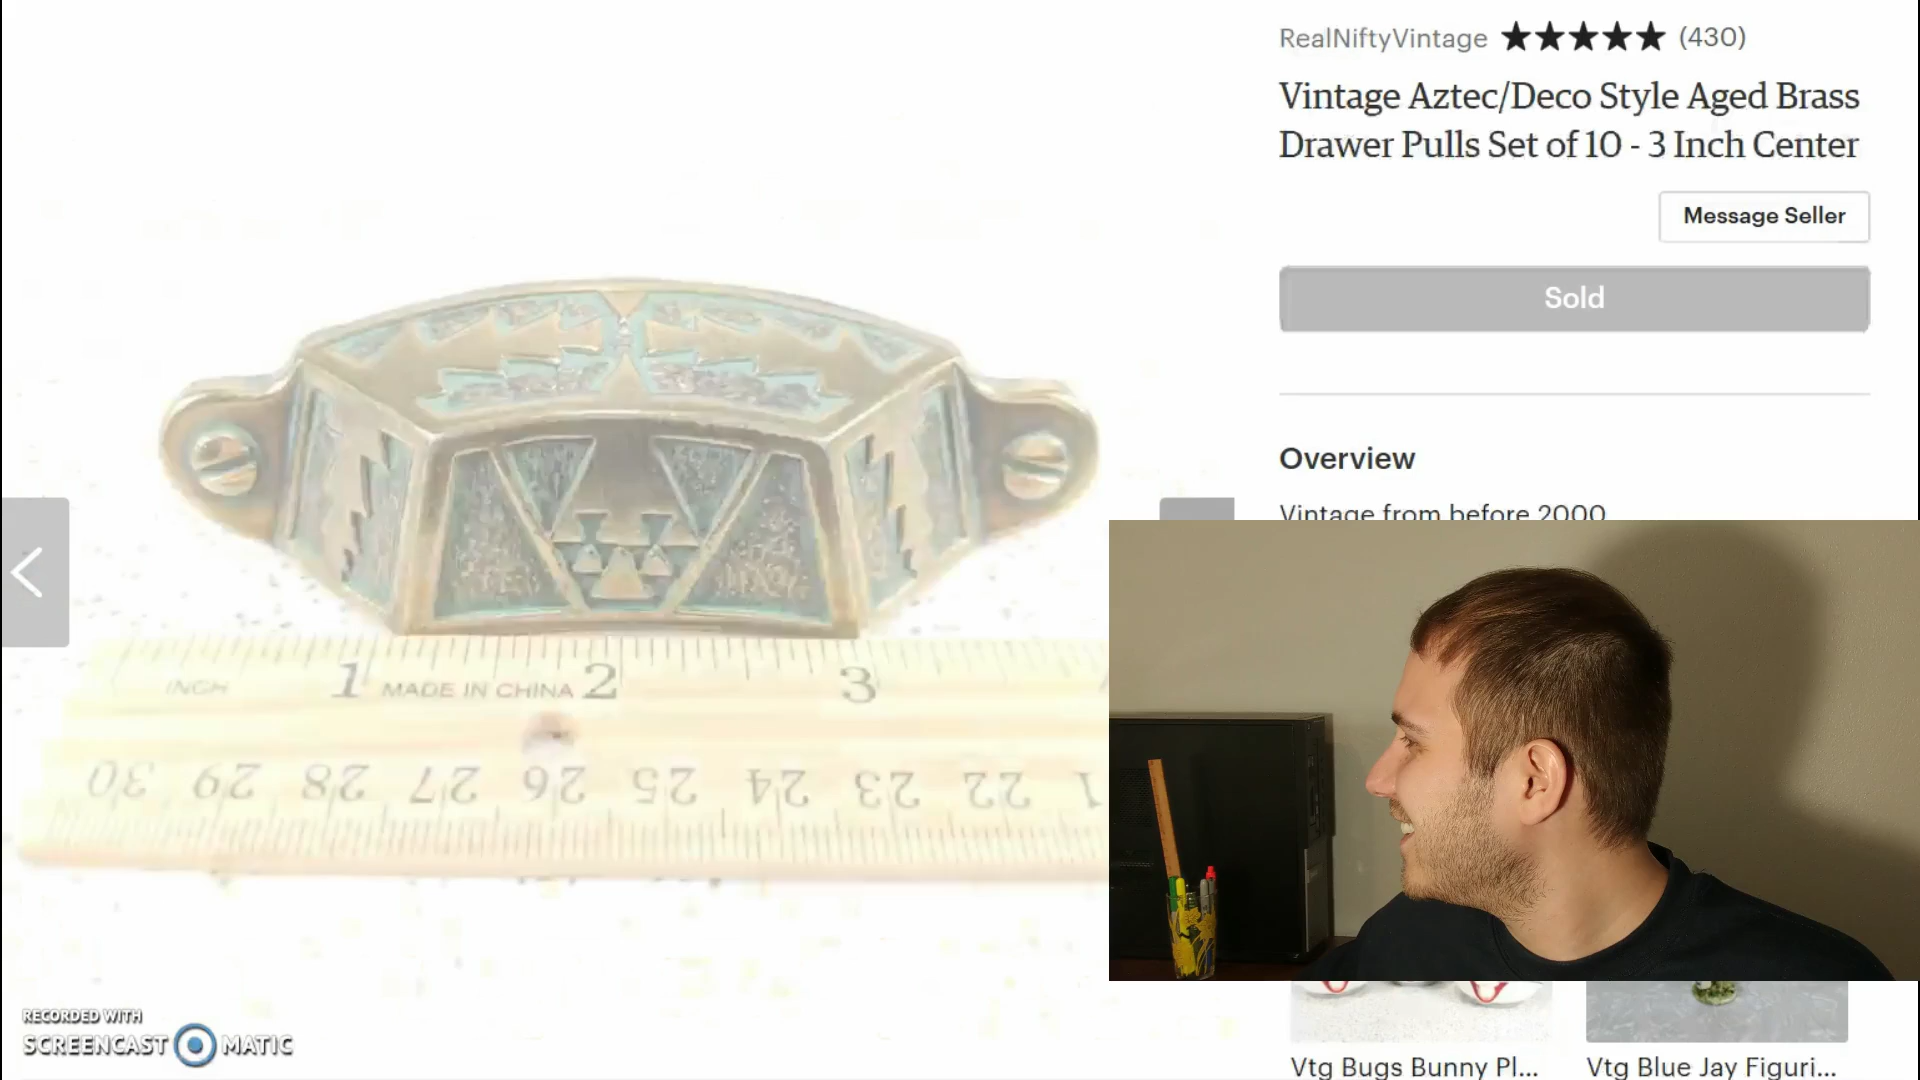 RealNiftyVintage ★★★★★ (430)
Vintage Aztec/Deco Style Aged Brass
Drawer Pulls Set of 10 - 3 Inch Center
Message Seller
Sold
Overview
Vintage from before 2000
1 2 3
INCH MADE IN CHINA
30 29 28 27 26 25 24 23 22
Vtg Bugs Bunny Pl...
Vtg Blue Jay Figuri...
RECORDED WITH
SCREENCAST MATIC